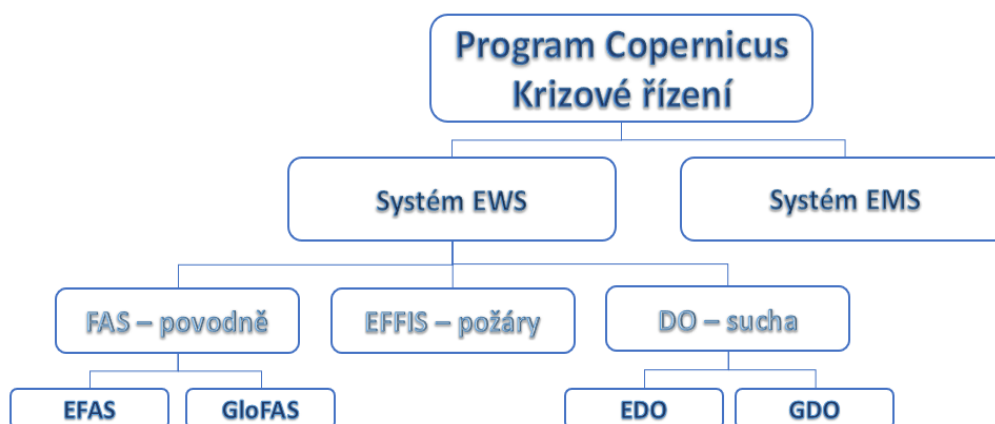 Program Copernicus
Krizové řízení
Systém EWS
Systém EMS
FAS – povodně
EFFIS – požáry
DO – sucha
EFAS
GloFAS
EDO
GDO